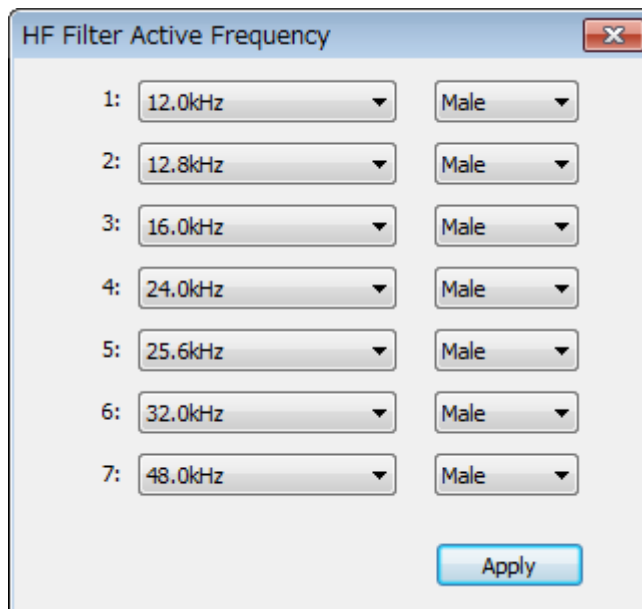 HF Filter Active Frequency
1: 12.0kHz Male
2: 12.8kHz Male
3: 16.0kHz Male
4: 24.0kHz Male
5: 25.6kHz Male
6: 32.0kHz Male
7: 48.0kHz Male
Apply